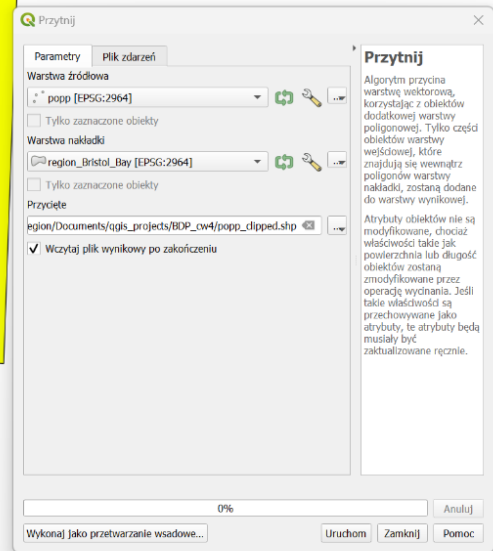 Przytnij
Parametry
Plik zdarzeń
Warstwa źródłowa
popp [EPSG:2964]
Tylko zaznaczone obiekty
Warstwa nakładki
region_Bristol_Bay [EPSG:2964]
Tylko zaznaczone obiekty
Przycięte
egion/Documents/qgis_projects/BDP_cw4/popp_clipped.shp
Wczytaj plik wynikowy po zakończeniu
Przytnij
Algorytm przycina
warstwę wektorową,
korzystając z obiektów
dodatkowej warstwy
poligonowej. Tylko części
obiektów warstwy
wejściowej, które
znajdują się wewnątrz
poligonów warstwy
nakładki, zostaną dodane
do warstwy wynikowej.
Atrybuty obiektów nie są
modyfikowane, chociaż
właściwości takie jak
powierzchnia lub długość
obiektów zostaną
zmodyfikowane przez
operację wycinania. Jeśli
takie właściwości są
przechowywane jako
atrybuty, te atrybuty będą
musiały być
zaktualizowane ręcznie.
0%
Anuluj
Wykonaj jako przetwarzanie wsadowe...
Uruchom
Zamknij
Pomoc